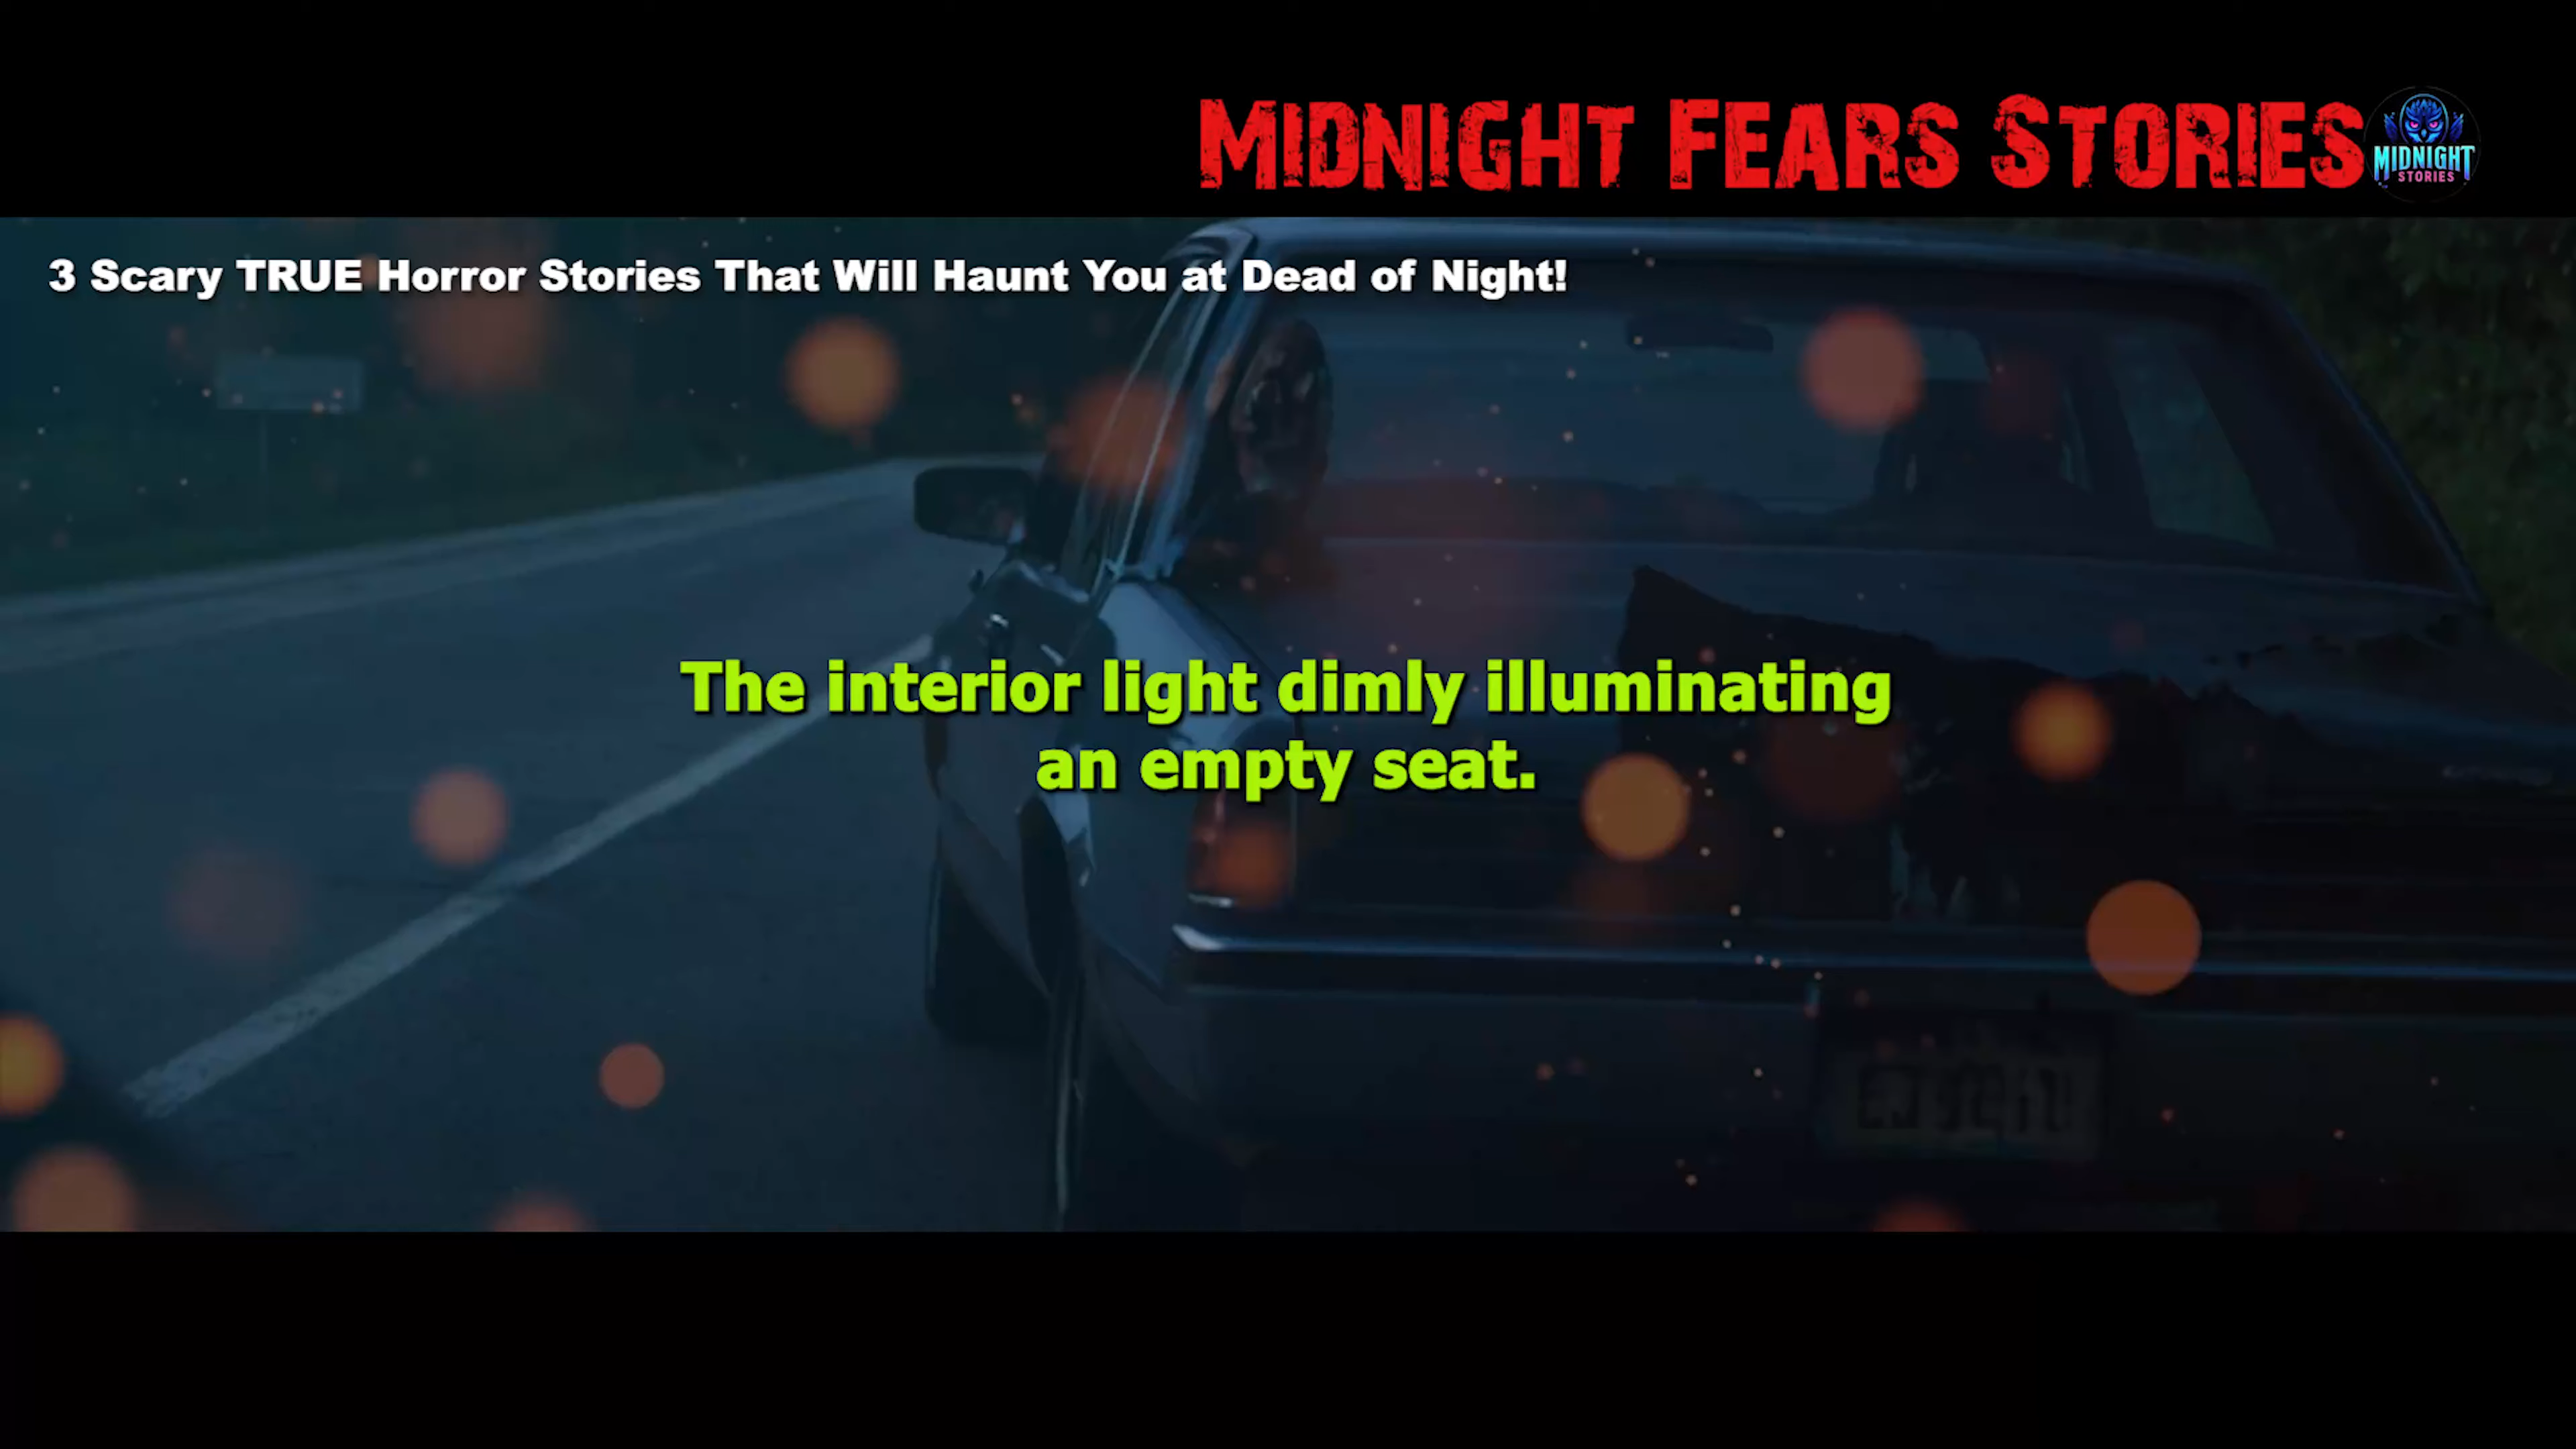 MIDNIGHT FEARS STORIES
MIDNIGHT
STORIES
3 Scary TRUE Horror Stories That Will Haunt You at Dead of Night!
The interior light dimly illuminating
an empty seat.